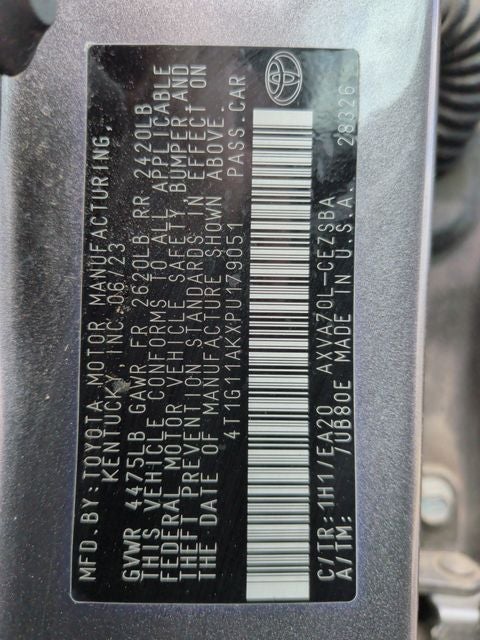 MFD. BY: TOYOTA MOTOR MANUFACTURING,
KENTUCKY, INC. 06/23
GVWR 4475LB GAWR FR 2620LB RR 2420LB
THIS VEHICLE CONFORMS TO ALL APPLICABLE
FEDERAL MOTOR VEHICLE SAFETY BUMPER AND
THEFT PREVENTION STANDARDS IN EFFECT ON
THE DATE OF MANUFACTURE SHOWN ABOVE.
4T1G11AKXPU179051 PASS.CAR
C/TR: 1H1/EA20 AXVA70L-CEZSBA
A/TM: /UB80E MADE IN U.S.A. 28326